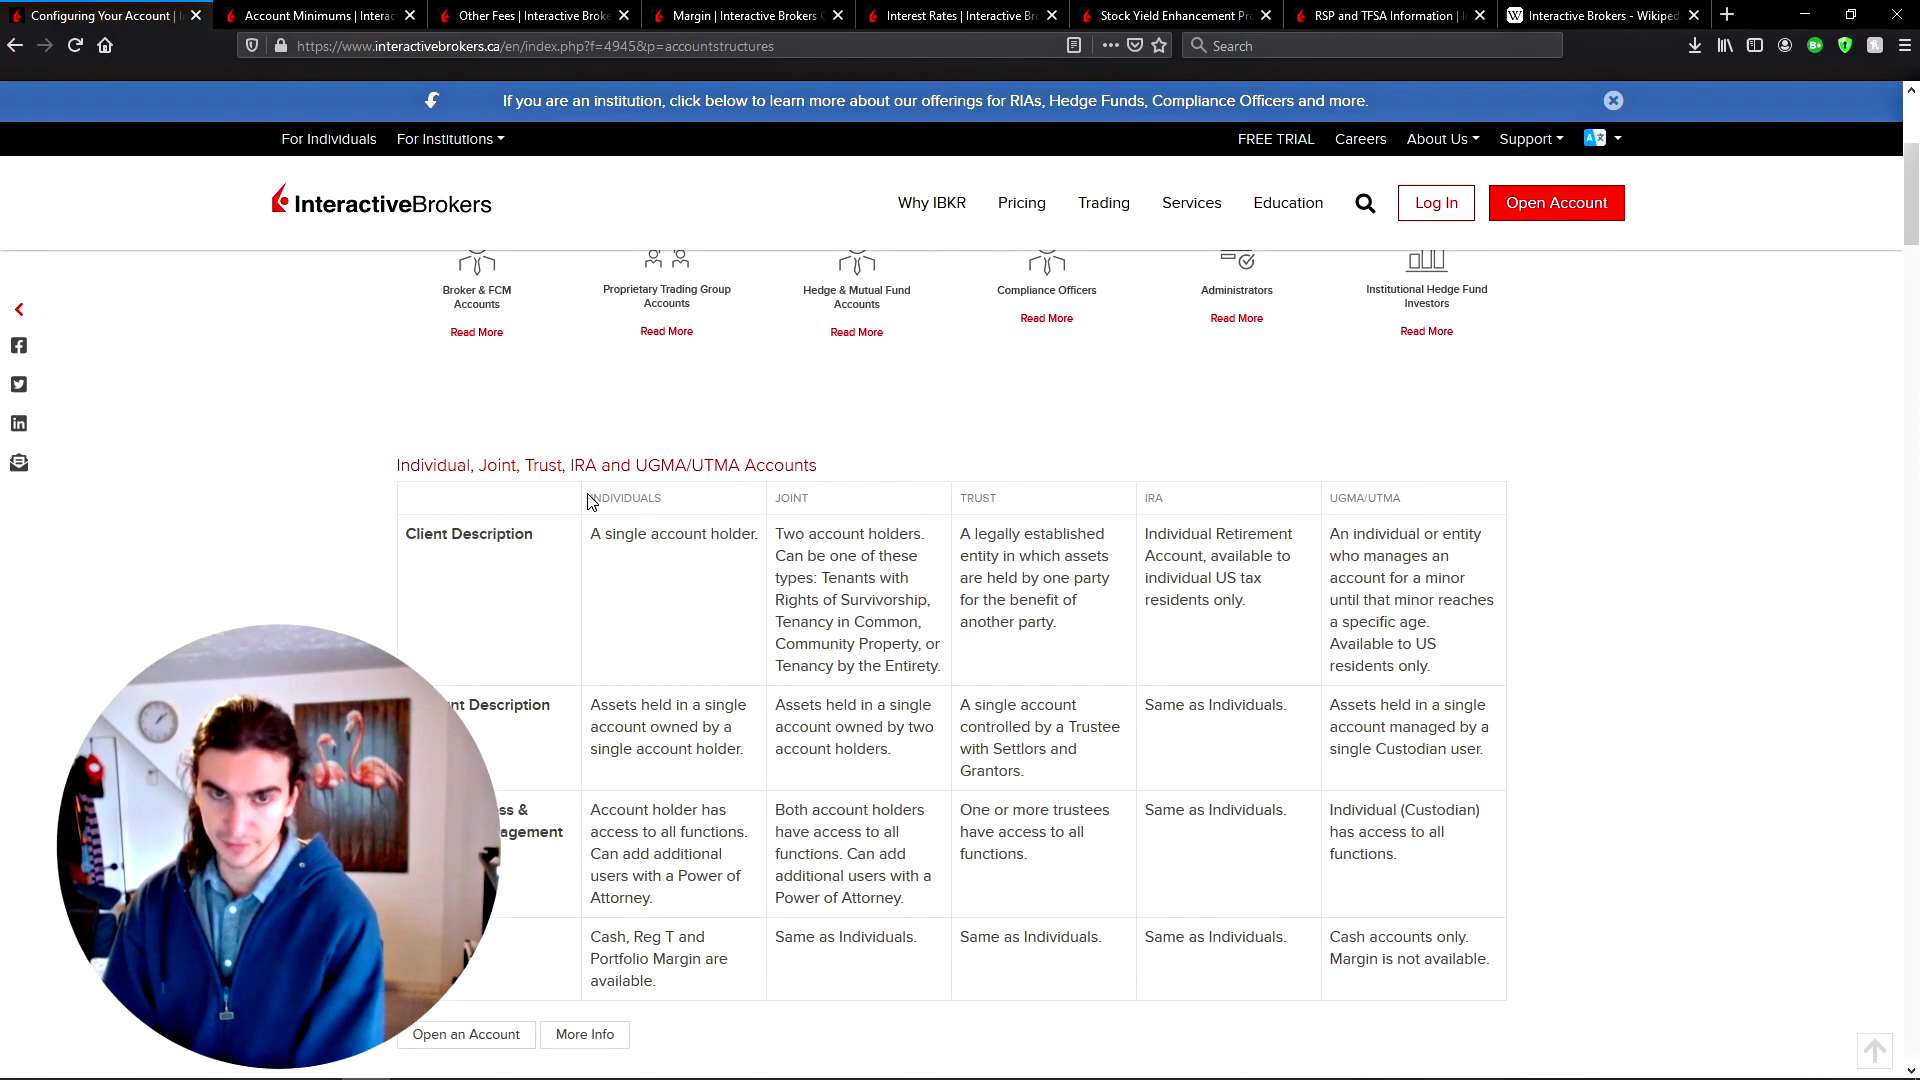 Configuring Your Account | I
Account Minimums | Interac
Other Fees | Interactive Broke
Margin | Interactive Brokers C
Interest Rates | Interactive Br
Stock Yield Enhancement Pr
RSP and TFSA Information | I
W Interactive Brokers - Wikiped
https://www.interactivebrokers.ca/en/index.php?f=4945&p=accountstructures
Search
If you are an institution, click below to learn more about our offerings for RIAs, Hedge Funds, Compliance Officers and more.
For Individuals For Institutions
FREE TRIAL Careers About Us Support
InteractiveBrokers
Why IBKR Pricing Trading Services Education
Log In
Open Account
Broker & FCM
Accounts
Read More
Proprietary Trading Group
Accounts
Read More
Hedge & Mutual Fund
Accounts
Read More
Compliance Officers
Read More
Administrators
Read More
Institutional Hedge Fund
Investors
Read More
Individual, Joint, Trust, IRA and UGMA/UTMA Accounts
INDIVIDUALS
JOINT
TRUST
IRA
UGMA/UTMA
Client Description
A single account holder.
Two account holders.
Can be one of these
types: Tenants with
Rights of Survivorship,
Tenancy in Common,
Community Property, or
Tenancy by the Entirety.
A legally established
entity in which assets
are held by one party
for the benefit of
another party.
Individual Retirement
Account, available to
individual US tax
residents only.
An individual or entity
who manages an
account for a minor
until that minor reaches
a specific age.
Available to US
residents only.
nt Description
Assets held in a single
account owned by a
single account holder.
Assets held in a single
account owned by two
account holders.
A single account
controlled by a Trustee
with Settlors and
Grantors.
Same as Individuals.
Assets held in a single
account managed by a
single Custodian user.
ss &
agement
Account holder has
access to all functions.
Can add additional
users with a Power of
Attorney.
Both account holders
have access to all
functions. Can add
additional users with a
Power of Attorney.
One or more trustees
have access to all
functions.
Same as Individuals.
Individual (Custodian)
has access to all
functions.
Cash, Reg T and
Portfolio Margin are
available.
Same as Individuals.
Same as Individuals.
Same as Individuals.
Cash accounts only.
Margin is not available.
Open an Account
More Info